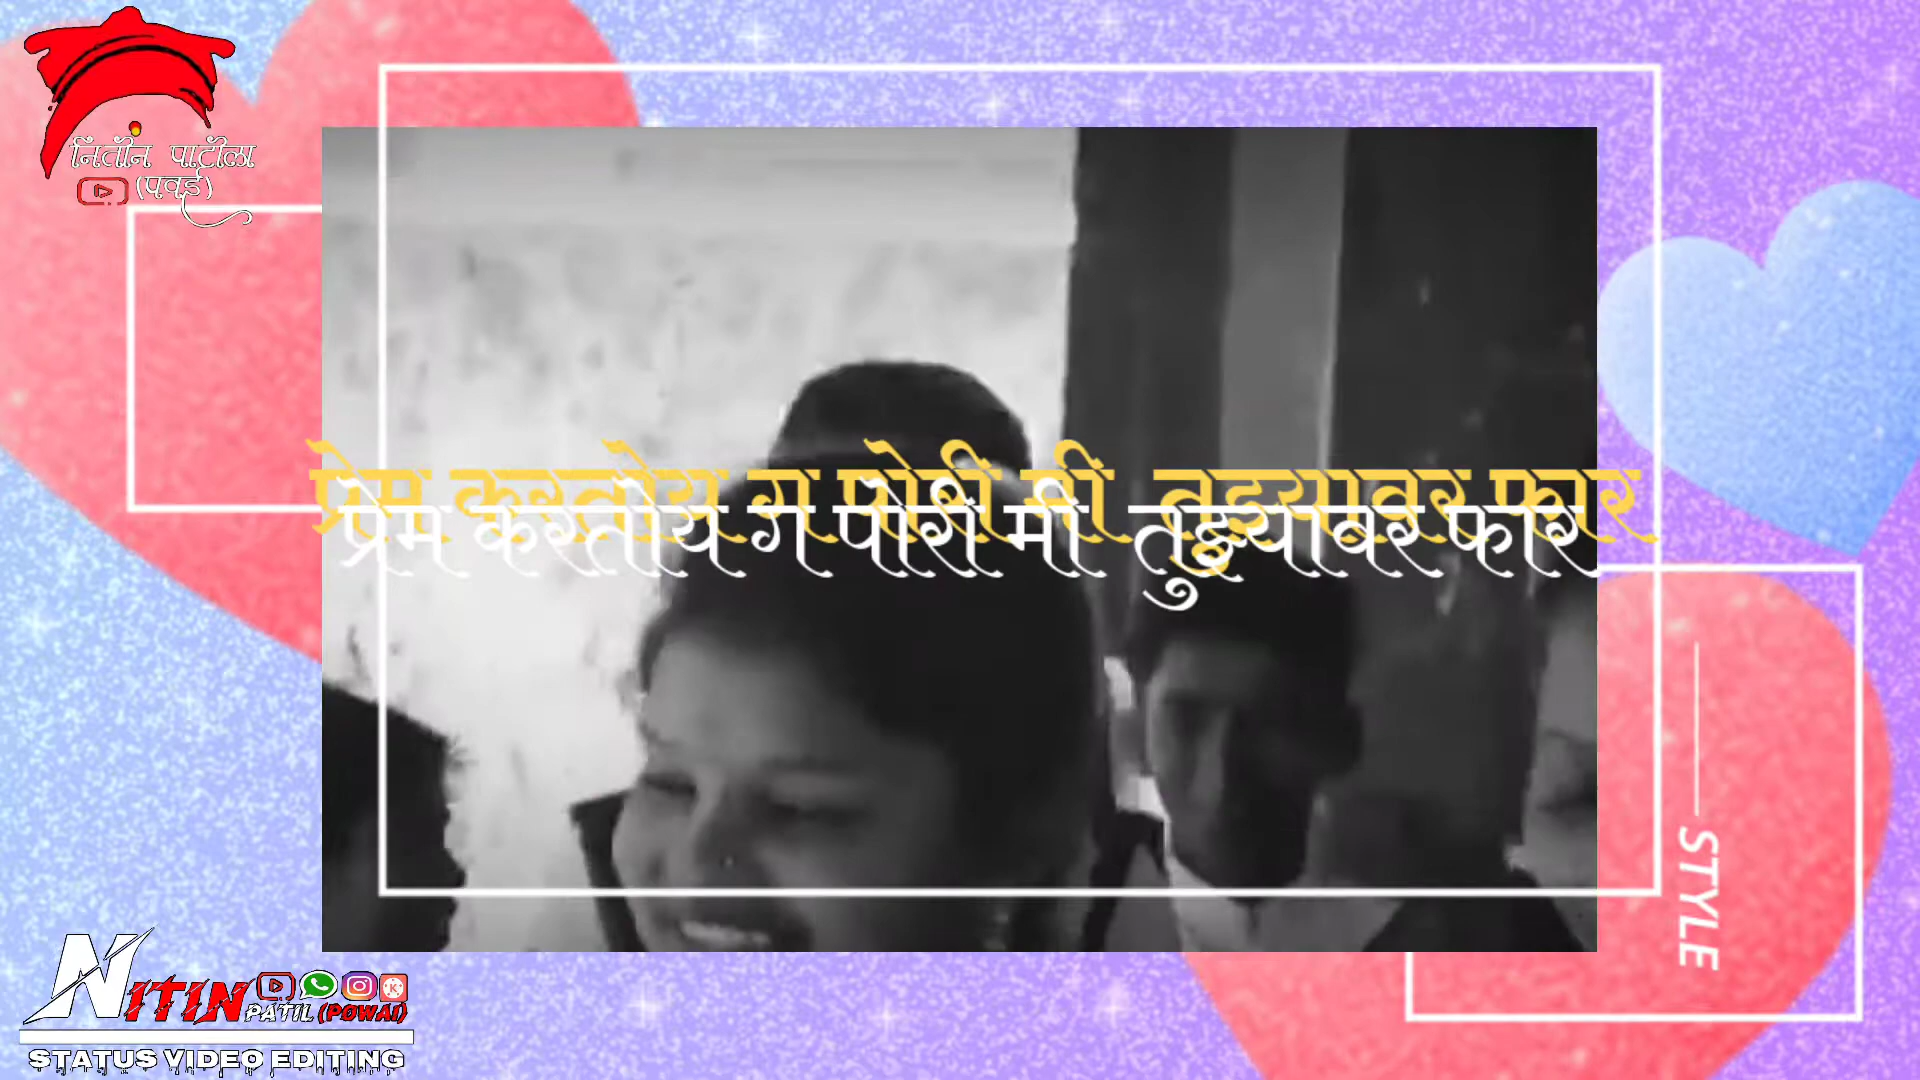 नितीन पाटील
(पवई)
प्रेम करतोय ग पोरी मी तुझ्यावर फार
प्रेम करतोय ग पोरी मी तुझ्यावर फार
STYLE
NITIN
PATIL (POWAI)
STATUS VIDEO EDITING